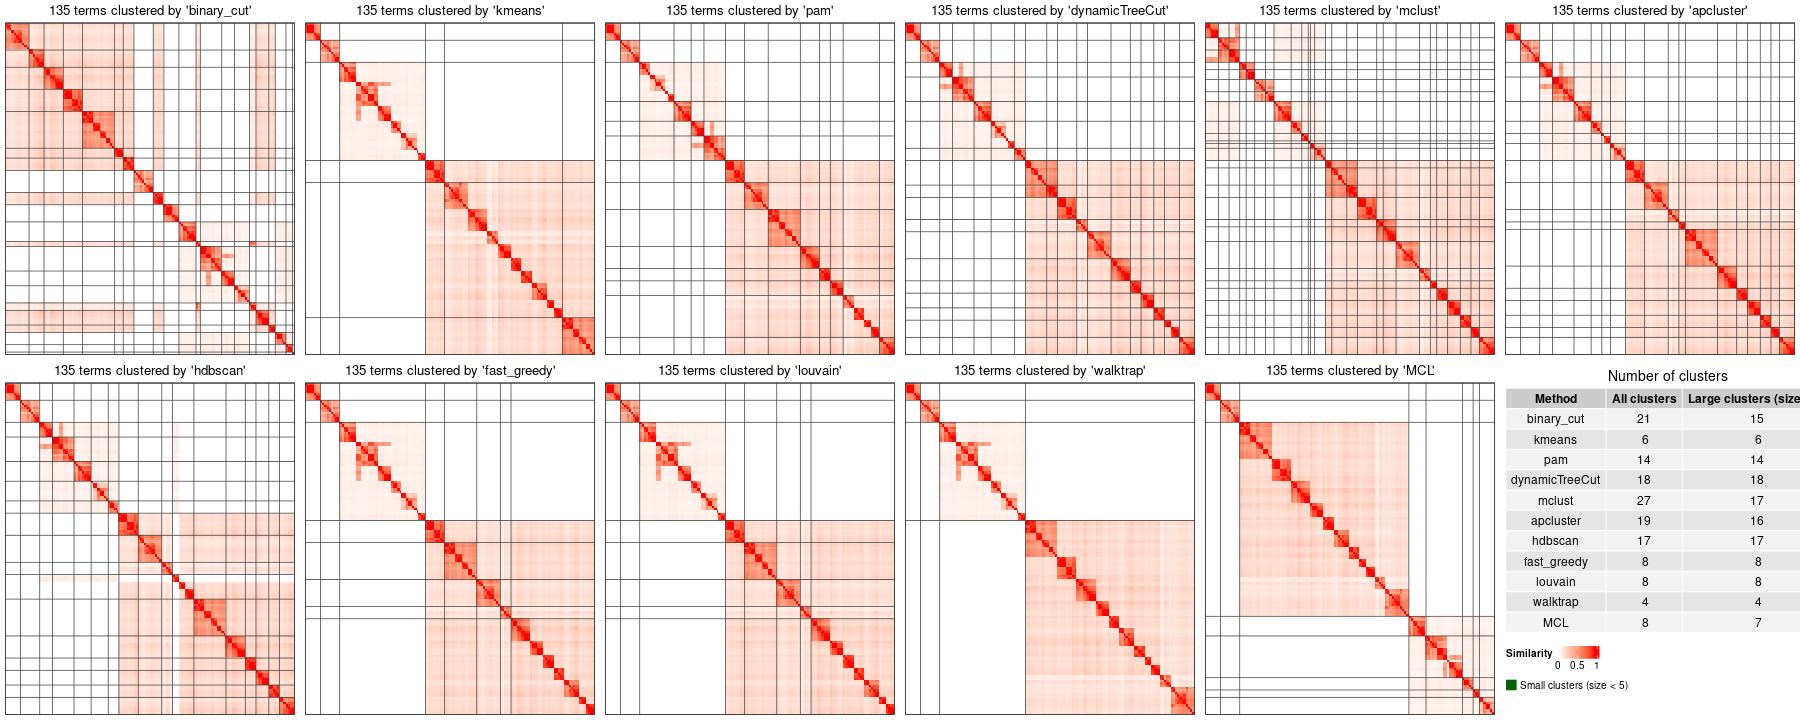 135 terms clustered by 'binary_cut'
135 terms clustered by 'kmeans'
135 terms clustered by 'pam'
135 terms clustered by 'dynamicTreeCut'
135 terms clustered by 'mclust'
135 terms clustered by 'apcluster'
135 terms clustered by 'hdbscan'
135 terms clustered by 'fast_greedy'
135 terms clustered by 'louvain'
135 terms clustered by 'walktrap'
135 terms clustered by 'MCL'
Number of clusters
Method All clusters Large clusters (size
binary_cut 21 15
kmeans 6 6
pam 14 14
dynamicTreeCut 18 18
mclust 27 17
apcluster 19 16
hdbscan 17 17
fast_greedy 8 8
louvain 8 8
walktrap 4 4
MCL 8 7
Similarity
0 0.5 1
Small clusters (size < 5)